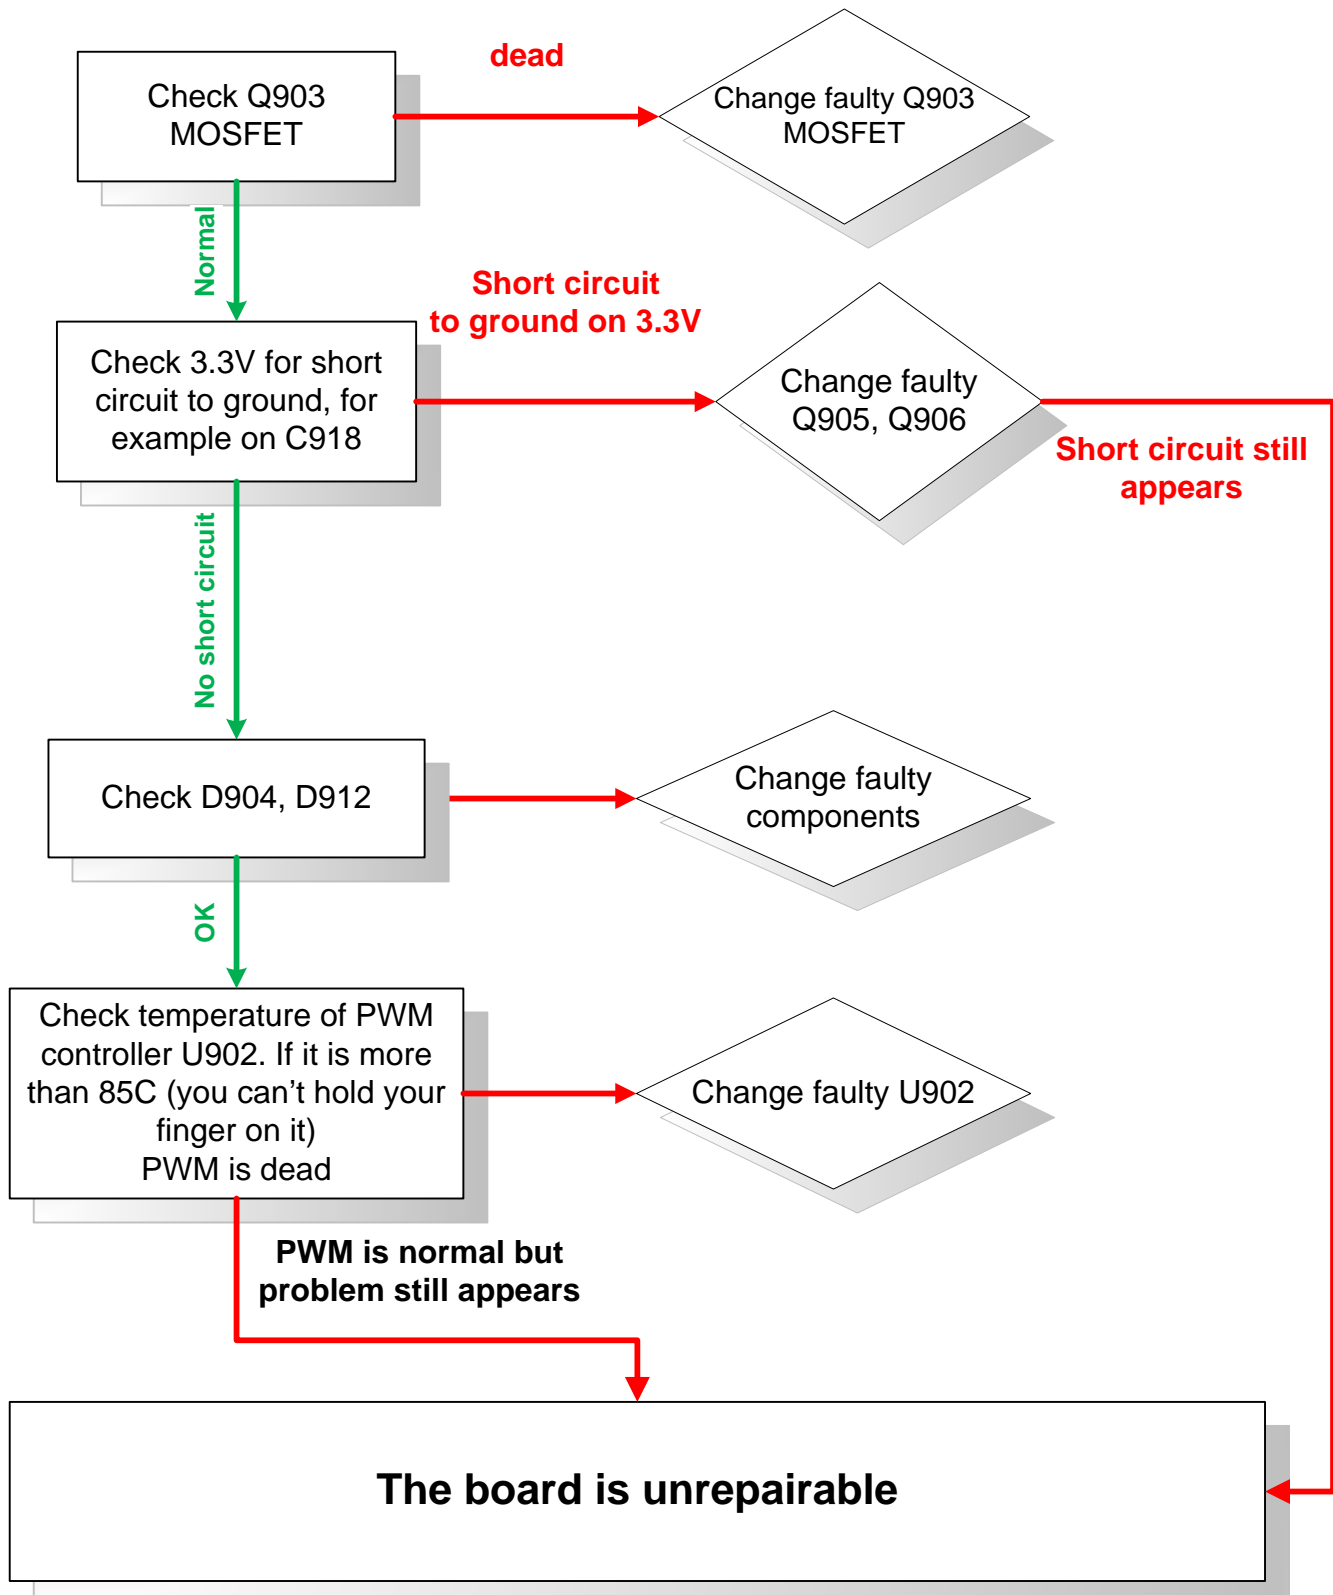 Check Q903
MOSFET
dead
Change faulty Q903
MOSFET
Normal
Short circuit
to ground on 3.3V
Check 3.3V for short
circuit to ground, for
example on C918
Change faulty
Q905, Q906
Short circuit still
appears
No short circuit
Check D904, D912
Change faulty
components
OK
Check temperature of PWM
controller U902. If it is more
than 85C (you can’t hold your
finger on it)
PWM is dead
Change faulty U902
PWM is normal but
problem still appears
The board is unrepairable